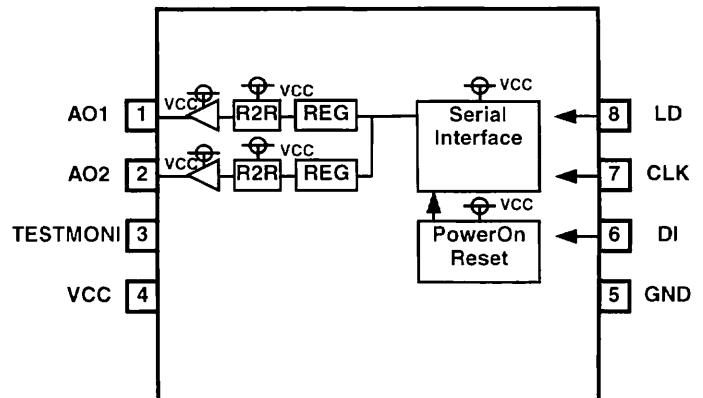 VCC
VCC
VCC
AO1
1
R2R
REG
Serial
Interface
8
LD
VCC
VCC
AO2
2
R2R
REG
7
CLK
VCC
TESTMONI
3
PowerOn
Reset
6
DI
VCC
4
5
GND